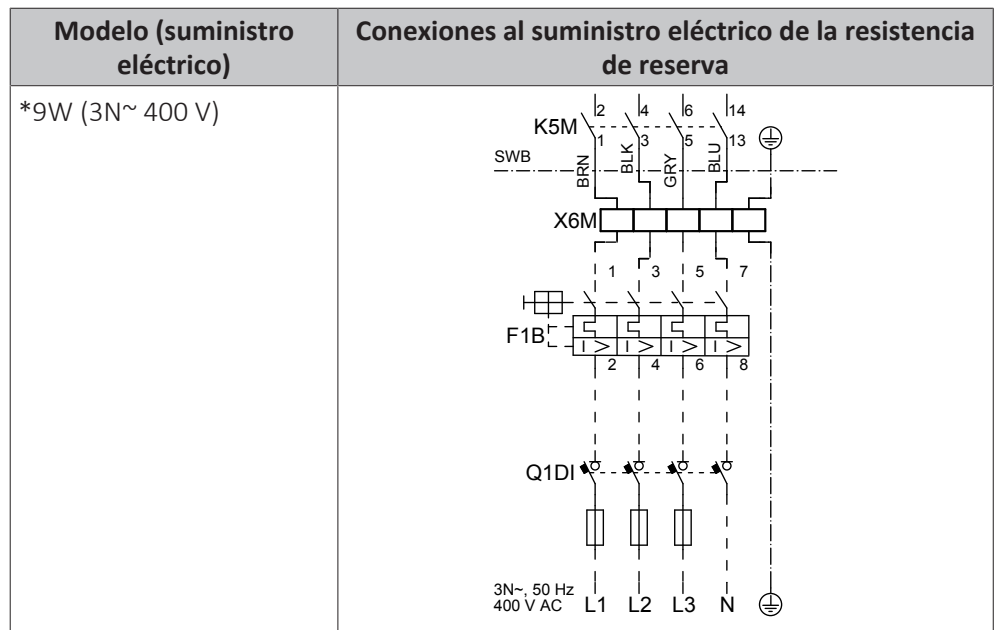 Modelo (suministro eléctrico)
Conexiones al suministro eléctrico de la resistencia de reserva
*9W (3N~ 400 V)
2 4 6 14
K5M
1 3 5 13
SWB
BRN BLK GRY BLU
X6M
1 3 5 7
F1B
I > I > I > I >
2 4 6 8
Q1DI
3N~, 50 Hz
400 V AC
L1 L2 L3 N